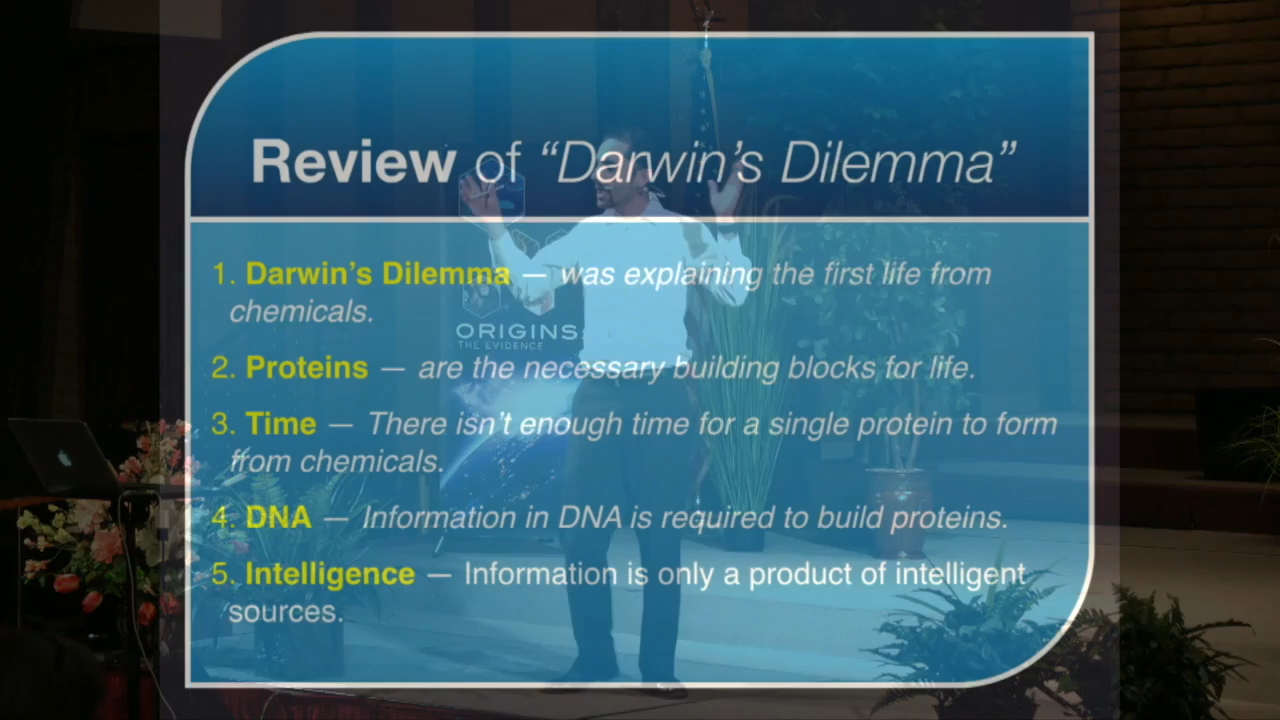 Review of “Darwin’s Dilemma”
1. Darwin’s Dilemma — was explaining the first life from
chemicals.
2. Proteins — are the necessary building blocks for life.
3. Time — There isn’t enough time for a single protein to form
from chemicals.
4. DNA — Information in DNA is required to build proteins.
5. Intelligence — Information is only a product of intelligent
sources.
ORIGINS
THE EVIDENCE